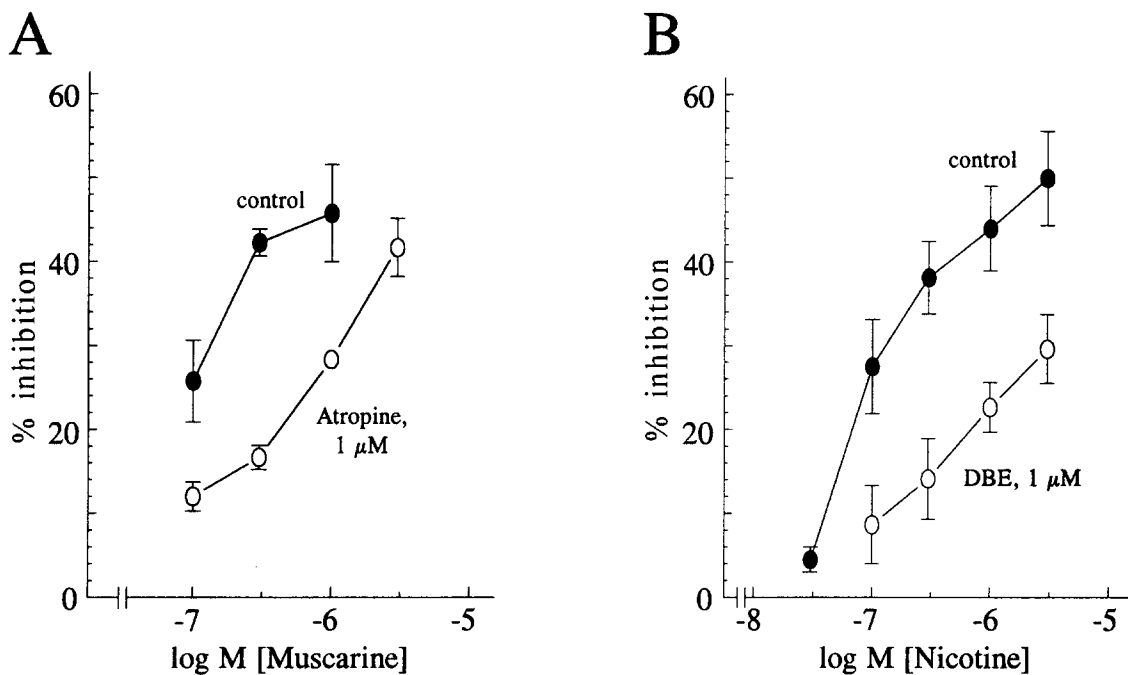 A
60
40
20
0
% inhibition
control
Atropine,
1 μM
-7
-6
-5
log M [Muscarine]
B
60
40
20
0
% inhibition
control
DBE, 1 μM
-8
-7
-6
-5
log M [Nicotine]